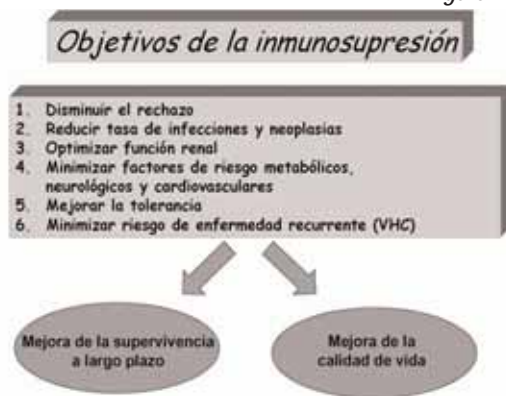 Objetivos de la inmunosupresión
1. Disminuir el rechazo
2. Reducir tasa de infecciones y neoplasias
3. Optimizar función renal
4. Minimizar factores de riesgo metabólicos,
neurológicos y cardiovasculares
5. Mejorar la tolerancia
6. Minimizar riesgo de enfermedad recurrente (VHC)
Mejora de la supervivencia
a largo plazo
Mejora de la
calidad de vida